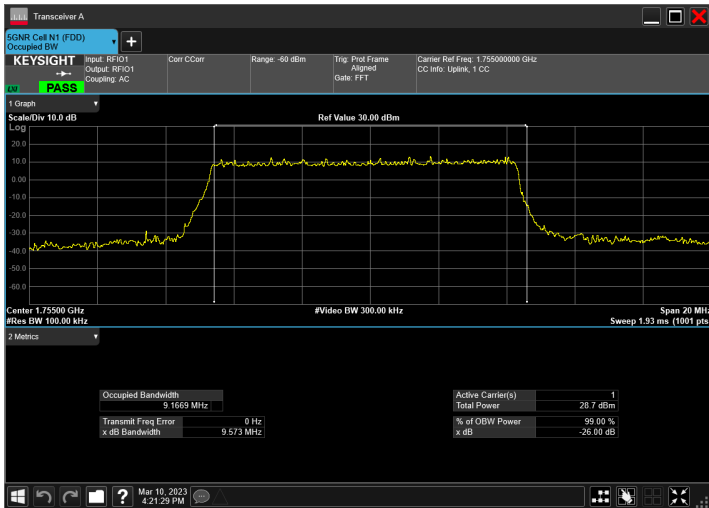 Transceiver A
5GNR Cell N1 (FDD)
Occupied BW
KEYSIGHT
LXI
PASS
Input: RFIO1
Output: RFIO1
Coupling: AC
Corr CCorr
Range: -60 dBm
Trig: Prot Frame
Aligned
Gate: FFT
Carrier Ref Freq: 1.755000000 GHz
CC Info: Uplink, 1 CC
1 Graph
Scale/Div 10.0 dB
Ref Value 30.00 dBm
Log
20.0
10.0
0.00
-10.0
-20.0
-30.0
-40.0
-50.0
-60.0
Center 1.75500 GHz
#Video BW 300.00 kHz
Span 20 MHz
#Res BW 100.00 kHz
Sweep 1.93 ms (1001 pts
2 Metrics
Occupied Bandwidth
9.1669 MHz
Transmit Freq Error 0 Hz
x dB Bandwidth 9.573 MHz
Active Carrier(s) 1
Total Power 28.7 dBm
% of OBW Power 99.00 %
x dB -26.00 dB
Mar 10, 2023
4:21:29 PM